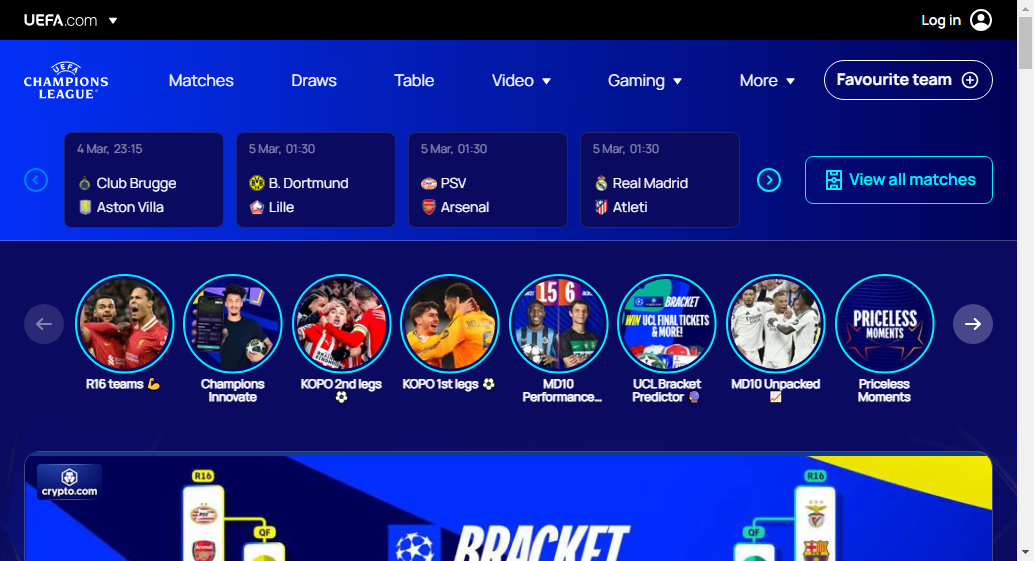 UEFA.com
Log in
UEFA
CHAMPIONS
LEAGUE
Matches
Draws
Table
Video
Gaming
More
Favourite team
4 Mar, 23:15
Club Brugge
Aston Villa
5 Mar, 01:30
B. Dortmund
Lille
5 Mar, 01:30
PSV
Arsenal
5 Mar, 01:30
Real Madrid
Atleti
View all matches
15 6
BRACKET
WIN UCL FINAL TICKETS
& MORE!
PRICELESS
MOMENTS
R16 teams 💪
Champions
Innovate
KOPO 2nd legs
⚽
KOPO 1st legs ⚽
MD10
Performance...
UCL Bracket
Predictor 🔮
MD10 Unpacked
📈
Priceless
Moments
crypto.com
R16
PSV
QF
Arsenal
BRACKET
R16
QF